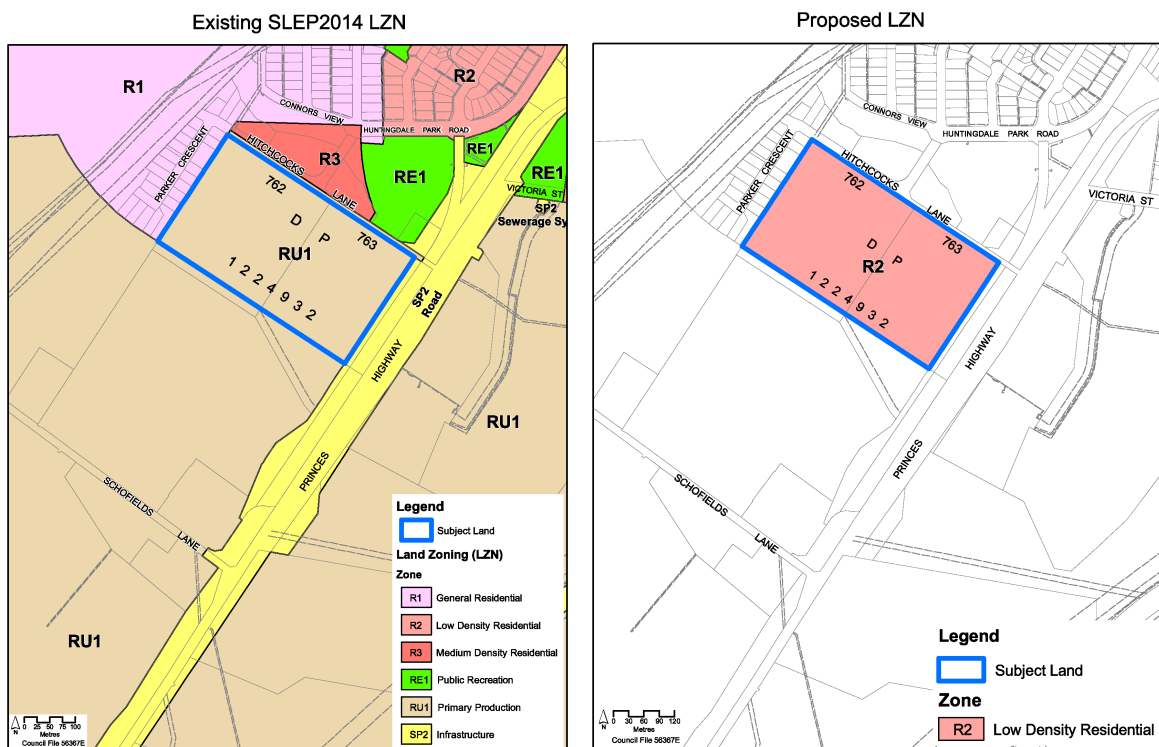 Existing SLEP2014 LZN
R1
R2
CONNORS VIEW
HUNTINGDALE PARK ROAD
PARKER CRESCENT
HITCHCOCKS LANE
R3
RE1
RE1
RE1
VICTORIA ST
SP2
Sewerage Sy
762
763
D P
RU1
1 2 2 4 9 3 2
SP2
Road
PRINCES HIGHWAY
RU1
SCHOFIELDS LANE
RU1
Legend
Subject Land
Land Zoning (LZN)
Zone
R1 General Residential
R2 Low Density Residential
R3 Medium Density Residential
RE1 Public Recreation
RU1 Primary Production
SP2 Infrastructure
N
0 25 50 75 100
Metres
Council File 56367E
Proposed LZN
CONNORS VIEW
HUNTINGDALE PARK ROAD
PARKER CRESCENT
HITCHCOCKS LANE
VICTORIA ST
762
763
D P
R2
1 2 2 4 9 3 2
PRINCES HIGHWAY
SCHOFIELDS LANE
Legend
Subject Land
Zone
R2 Low Density Residential
N
0 30 60 90 120
Metres
Council File 56367E